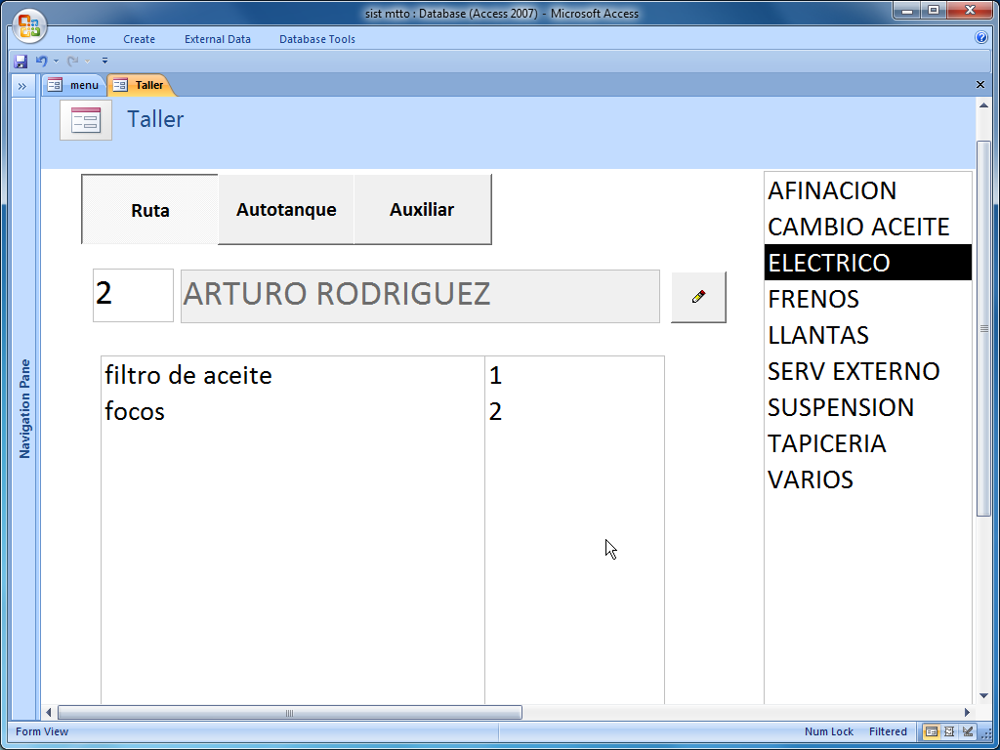 sist mtto : Database (Access 2007) - Microsoft Access
Home Create External Data Database Tools
menu Taller
Taller
Ruta Autotanque Auxiliar
2 ARTURO RODRIGUEZ
filtro de aceite 1
focos 2
AFINACION
CAMBIO ACEITE
ELECTRICO
FRENOS
LLANTAS
SERV EXTERNO
SUSPENSION
TAPICERIA
VARIOS
Navigation Pane
Form View Num Lock Filtered